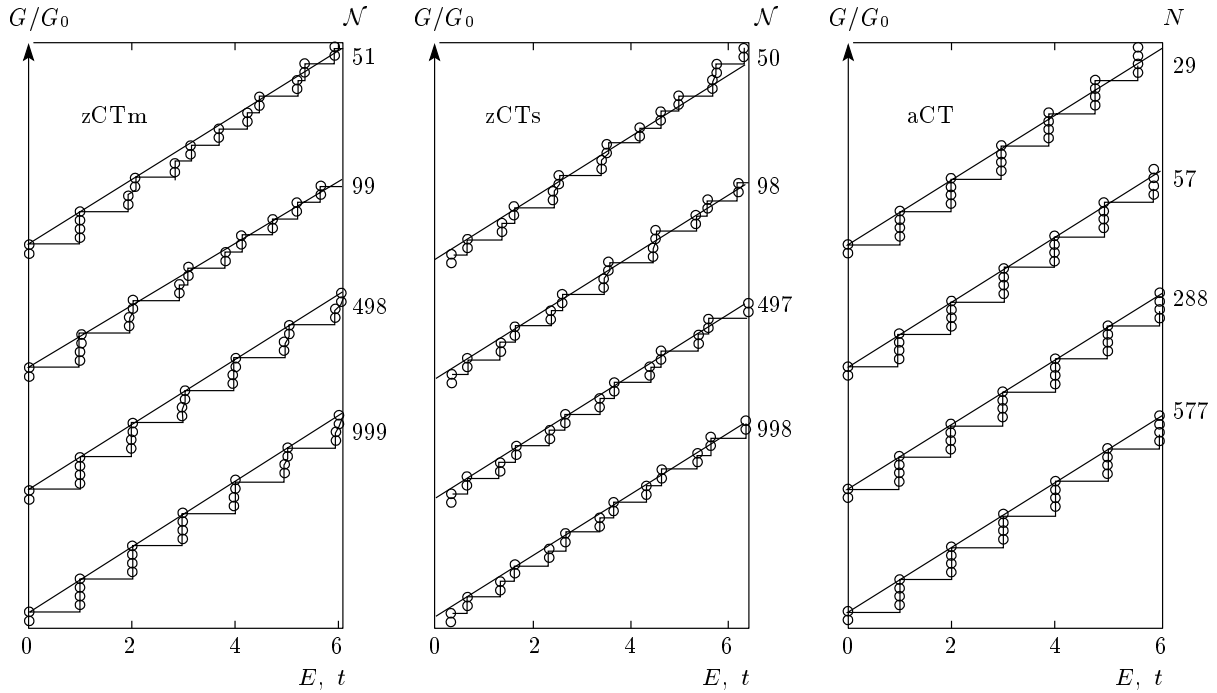 G/G₀ 𝒩 G/G₀ 𝒩 G/G₀ N
51 50 29
zCTm zCTs aCT
99 98 57
498 497 288
999 998 577
0 2 4 6 0 2 4 6 0 2 4 6
E, t E, t E, t